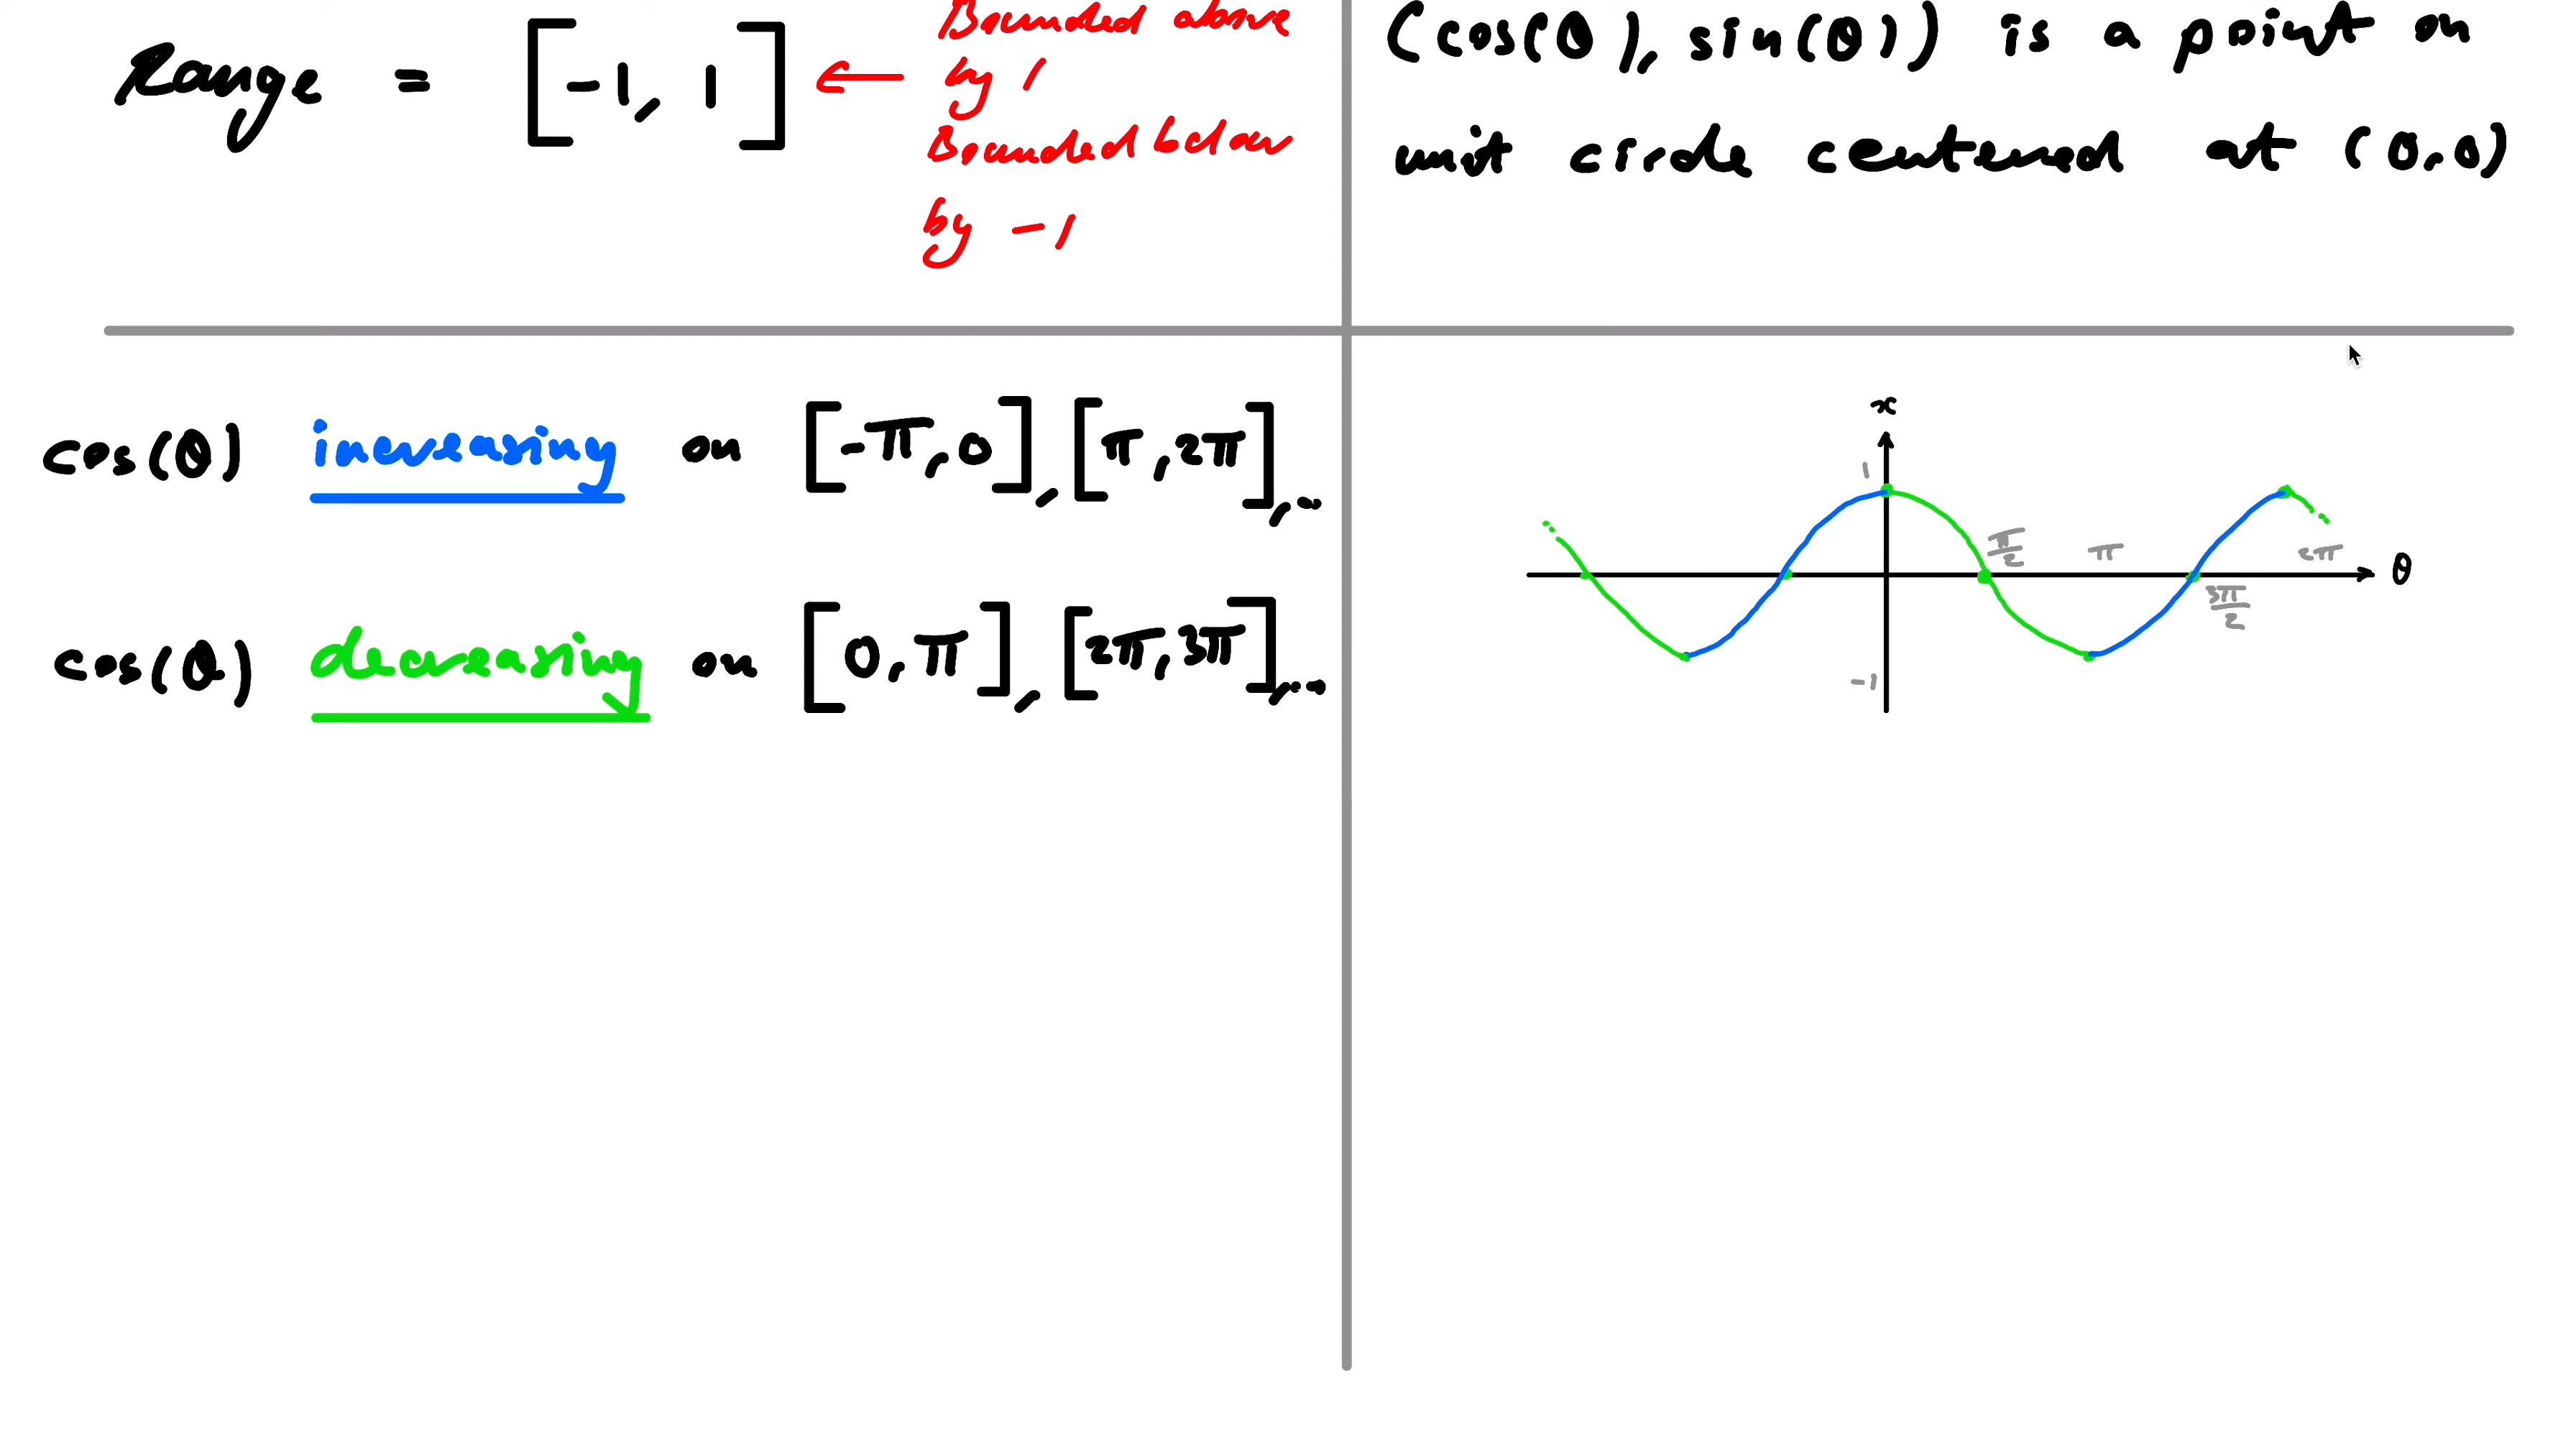 Range = [-1, 1] ← Bounded above
by 1
Bounded below
by -1
(cos(θ), sin(θ)) is a point on
unit circle centered at (0,0)
cos(θ) increasing on [-π, 0], [π, 2π], ...
cos(θ) decreasing on [0, π], [2π, 3π], ...
x
1
π/2
π
2π
θ
3π/2
-1